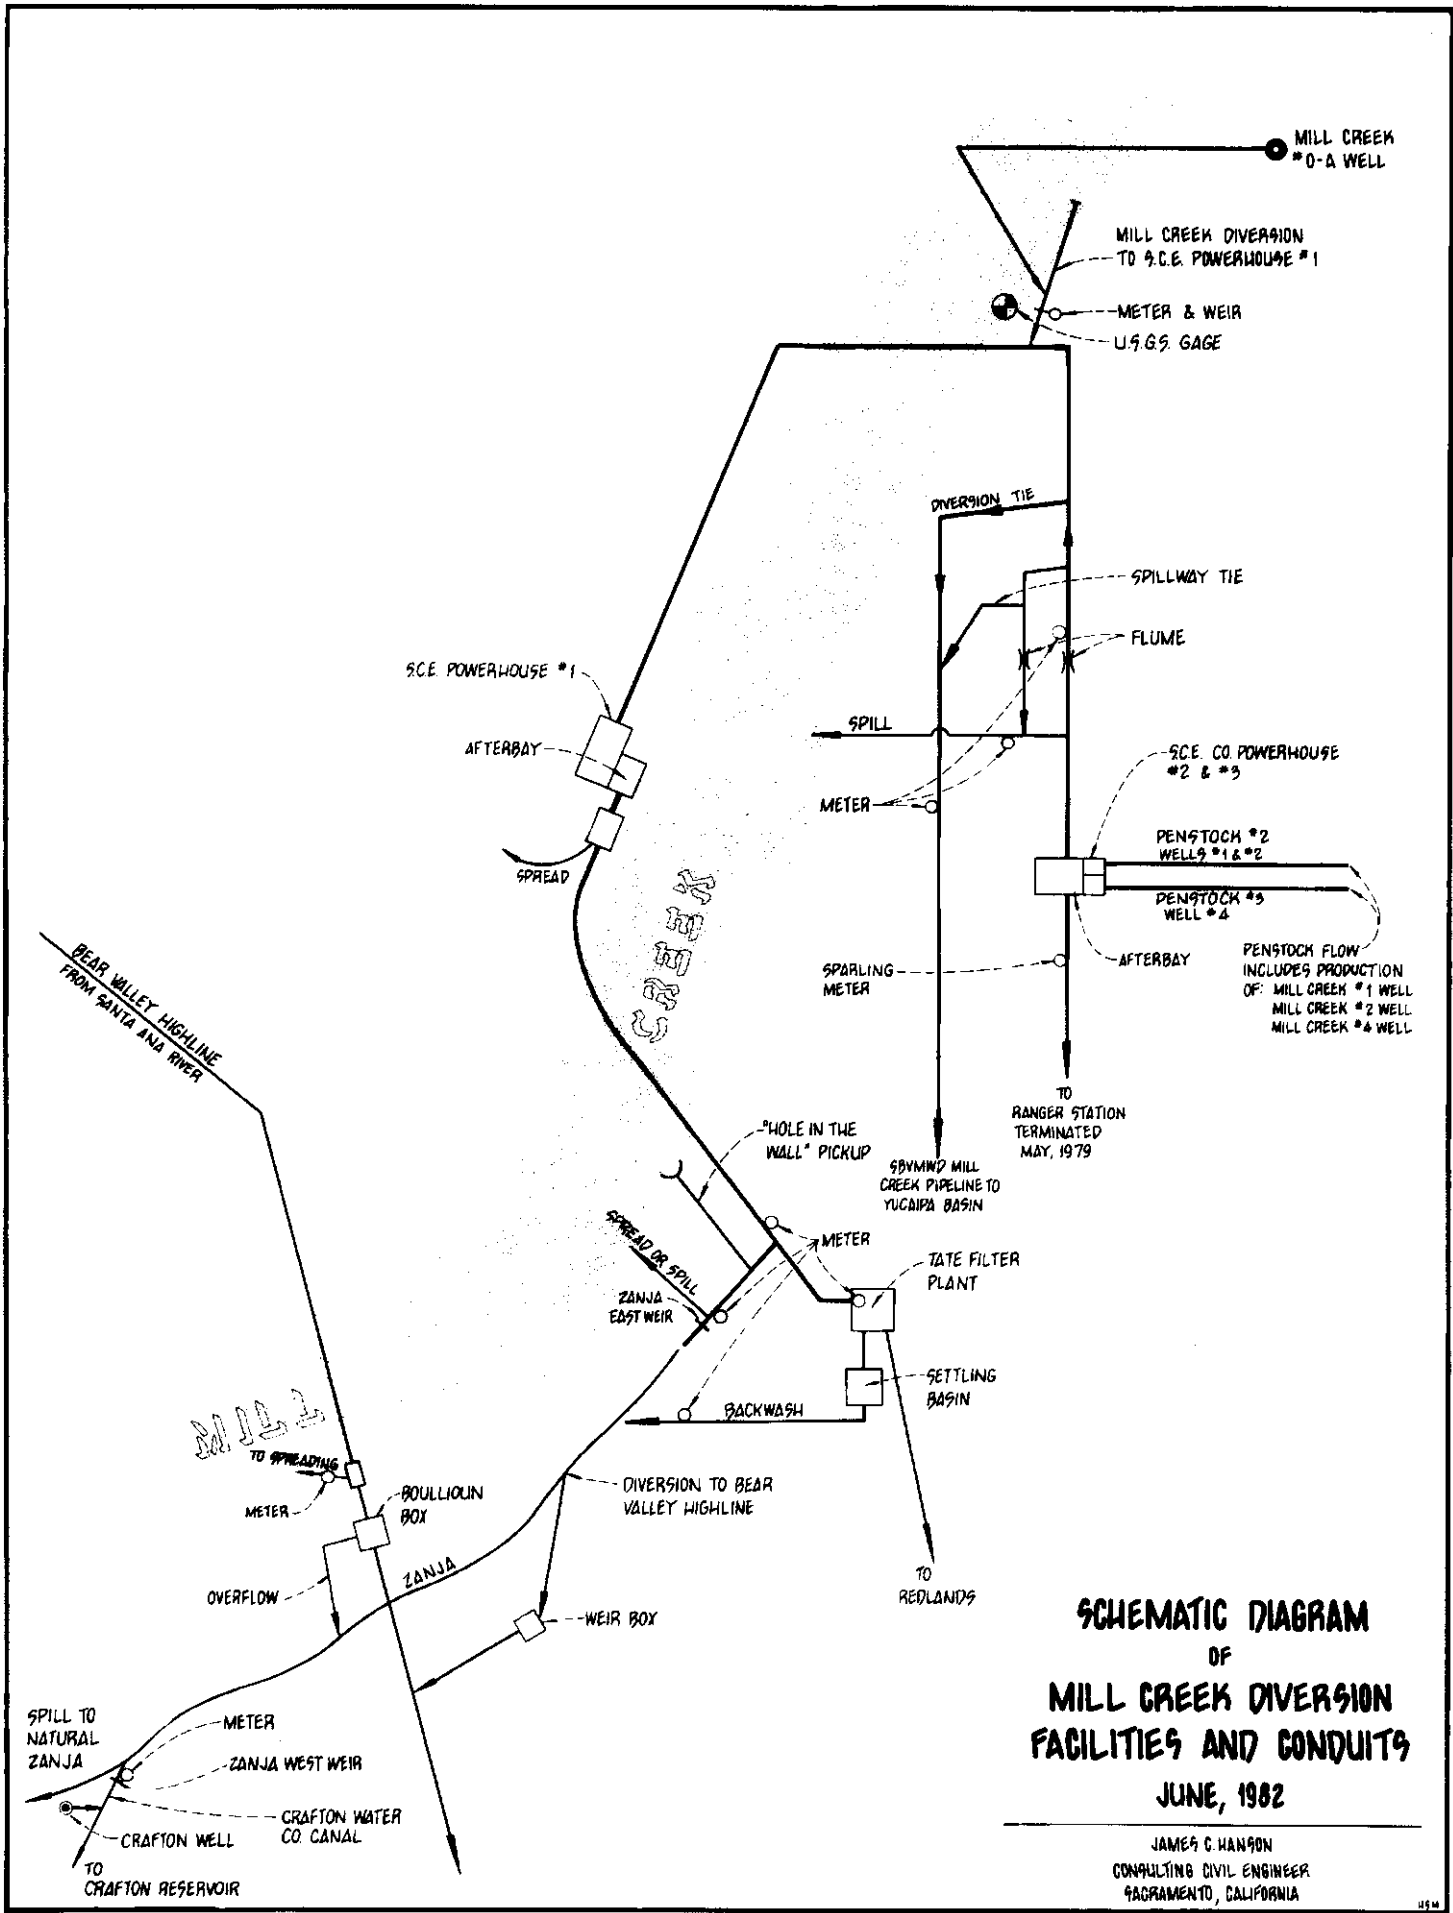 MILL CREEK
#0-A WELL
MILL CREEK DIVERSION
TO S.C.E. POWERHOUSE #1
METER & WEIR
U.S.G.S. GAGE
DIVERSION TIE
SPILLWAY TIE
FLUME
S.C.E. POWERHOUSE #1
AFTERBAY
SPILL
S.C.E. CO. POWERHOUSE
#2 & #3
METER
PENSTOCK #2
WELLS #1 & #2
SPREAD
CREEK
PENSTOCK #3
WELL #4
PENSTOCK FLOW
INCLUDES PRODUCTION
OF: MILL CREEK #1 WELL
MILL CREEK #2 WELL
MILL CREEK #4 WELL
AFTERBAY
SPARLING
METER
BEAR VALLEY HIGHLINE
FROM SANTA ANA RIVER
TO
RANGER STATION
TERMINATED
MAY, 1979
"HOLE IN THE
WALL" PICKUP
SBVMWD MILL
CREEK PIPELINE TO
YUCAIPA BASIN
SPREAD OR SPILL
METER
TATE FILTER
PLANT
ZANJA
EAST WEIR
SETTLING
BASIN
BACKWASH
MILL
TO SPREADING
METER
BOULLIOUN
BOX
DIVERSION TO BEAR
VALLEY HIGHLINE
ZANJA
OVERFLOW
WEIR BOX
TO
REDLANDS
SPILL TO
NATURAL
ZANJA
METER
ZANJA WEST WEIR
CRAFTON WATER
CO. CANAL
CRAFTON WELL
TO
CRAFTON RESERVOIR
SCHEMATIC DIAGRAM
OF
MILL CREEK DIVERSION
FACILITIES AND CONDUITS
JUNE, 1982
JAMES C. HANSON
CONSULTING CIVIL ENGINEER
SACRAMENTO, CALIFORNIA